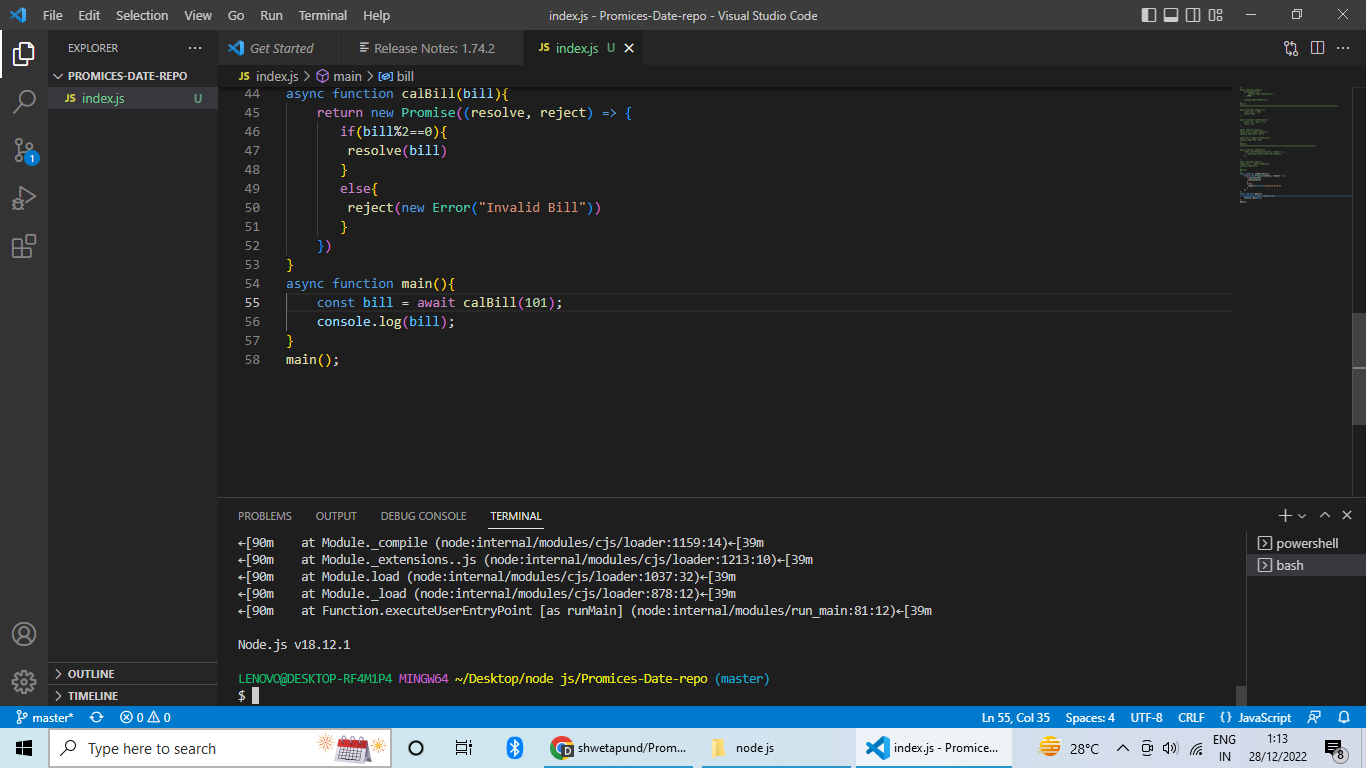 File Edit Selection View Go Run Terminal Help
index.js - Promices-Date-repo - Visual Studio Code
EXPLORER
PROMICES-DATE-REPO
JS index.js U
OUTLINE
TIMELINE
Get Started
Release Notes: 1.74.2
JS index.js U
JS index.js > main > bill
44 async function calBill(bill){
45 return new Promise((resolve, reject) => {
46 if(bill%2==0){
47 resolve(bill)
48 }
49 else{
50 reject(new Error("Invalid Bill"))
51 }
52 })
53 }
54 async function main(){
55 const bill = await calBill(101);
56 console.log(bill);
57 }
58 main();
PROBLEMS OUTPUT DEBUG CONSOLE TERMINAL
←[90m    at Module._compile (node:internal/modules/cjs/loader:1159:14)←[39m
←[90m    at Module._extensions..js (node:internal/modules/cjs/loader:1213:10)←[39m
←[90m    at Module.load (node:internal/modules/cjs/loader:1037:32)←[39m
←[90m    at Module._load (node:internal/modules/cjs/loader:878:12)←[39m
←[90m    at Function.executeUserEntryPoint [as runMain] (node:internal/modules/run_main:81:12)←[39m
Node.js v18.12.1
LENOVO@DESKTOP-RF4M1P4 MINGW64 ~/Desktop/node js/Promices-Date-repo (master)
$
powershell
bash
1
master* 0 0 Ln 55, Col 35 Spaces: 4 UTF-8 CRLF {} JavaScript
Type here to search
shwetapund/Prom...
node js
index.js - Promice...
28°C
ENG
IN
1:13
28/12/2022
8